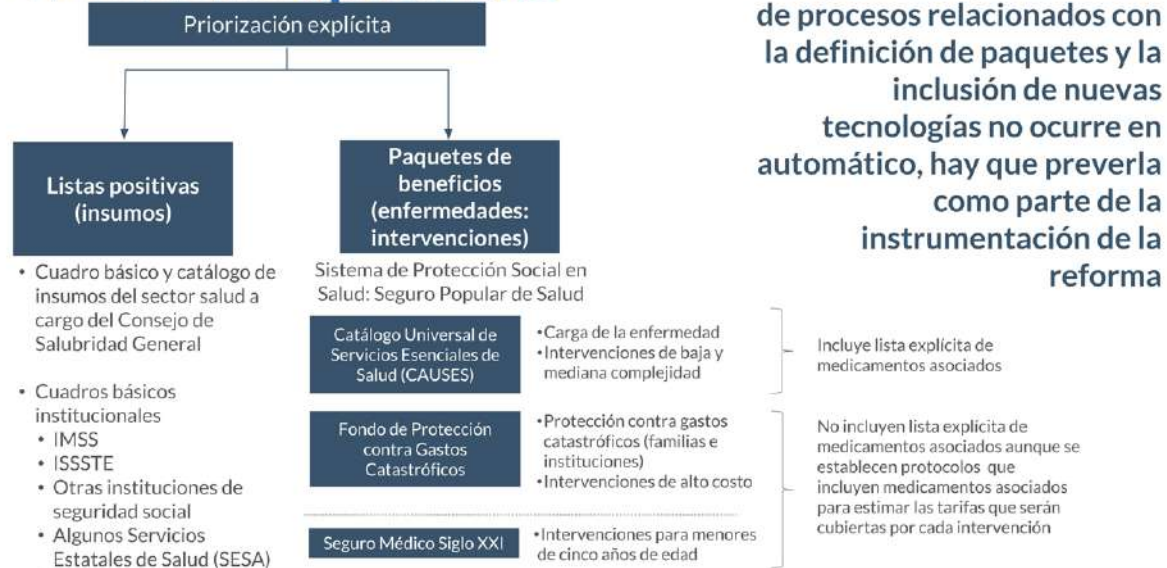 Priorización explícita
de procesos relacionados con
la definición de paquetes y la
inclusión de nuevas
tecnologías no ocurre en
automático, hay que preverla
como parte de la
instrumentación de la
reforma
Listas positivas
(insumos)
• Cuadro básico y catálogo de
insumos del sector salud a
cargo del Consejo de
Salubridad General
• Cuadros básicos
institucionales
• IMSS
• ISSSTE
• Otras instituciones de
seguridad social
• Algunos Servicios
Estatales de Salud (SESA)
Paquetes de
beneficios
(enfermedades:
intervenciones)
Sistema de Protección Social en
Salud: Seguro Popular de Salud
Catálogo Universal de
Servicios Esenciales de
Salud (CAUSES)
•Carga de la enfermedad
•Intervenciones de baja y
mediana complejidad
Incluye lista explícita de
medicamentos asociados
Fondo de Protección
contra Gastos
Catastróficos
•Protección contra gastos
catastróficos (familias e
instituciones)
•Intervenciones de alto costo
No incluyen lista explícita de
medicamentos asociados aunque se
establecen protocolos que
incluyen medicamentos asociados
para estimar las tarifas que serán
cubiertas por cada intervención
Seguro Médico Siglo XXI
•Intervenciones para menores
de cinco años de edad